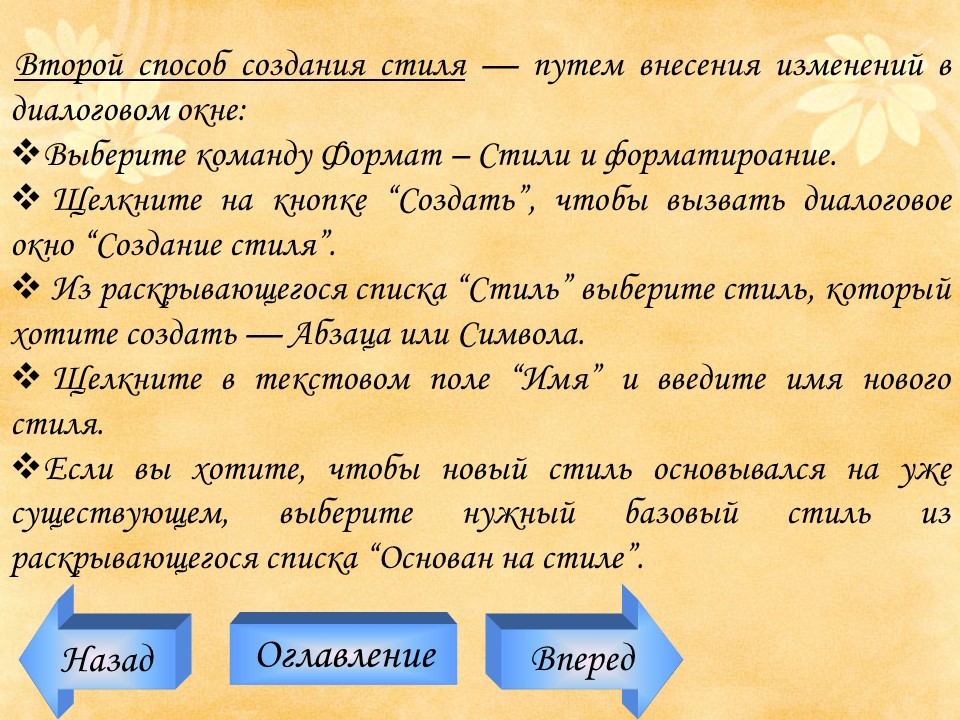 Второй способ создания стиля — путем внесения изменений в
диалоговом окне:
❖Выберите команду Формат – Стили и форматироание.
❖ Щелкните на кнопке “Создать”, чтобы вызвать диалоговое
окно “Создание стиля”.
❖ Из раскрывающегося списка “Стиль” выберите стиль, который
хотите создать — Абзаца или Символа.
❖ Щелкните в текстовом поле “Имя” и введите имя нового
стиля.
❖Если вы хотите, чтобы новый стиль основывался на уже
существующем, выберите нужный базовый стиль из
раскрывающегося списка “Основан на стиле”.
Назад
Оглавление
Вперед